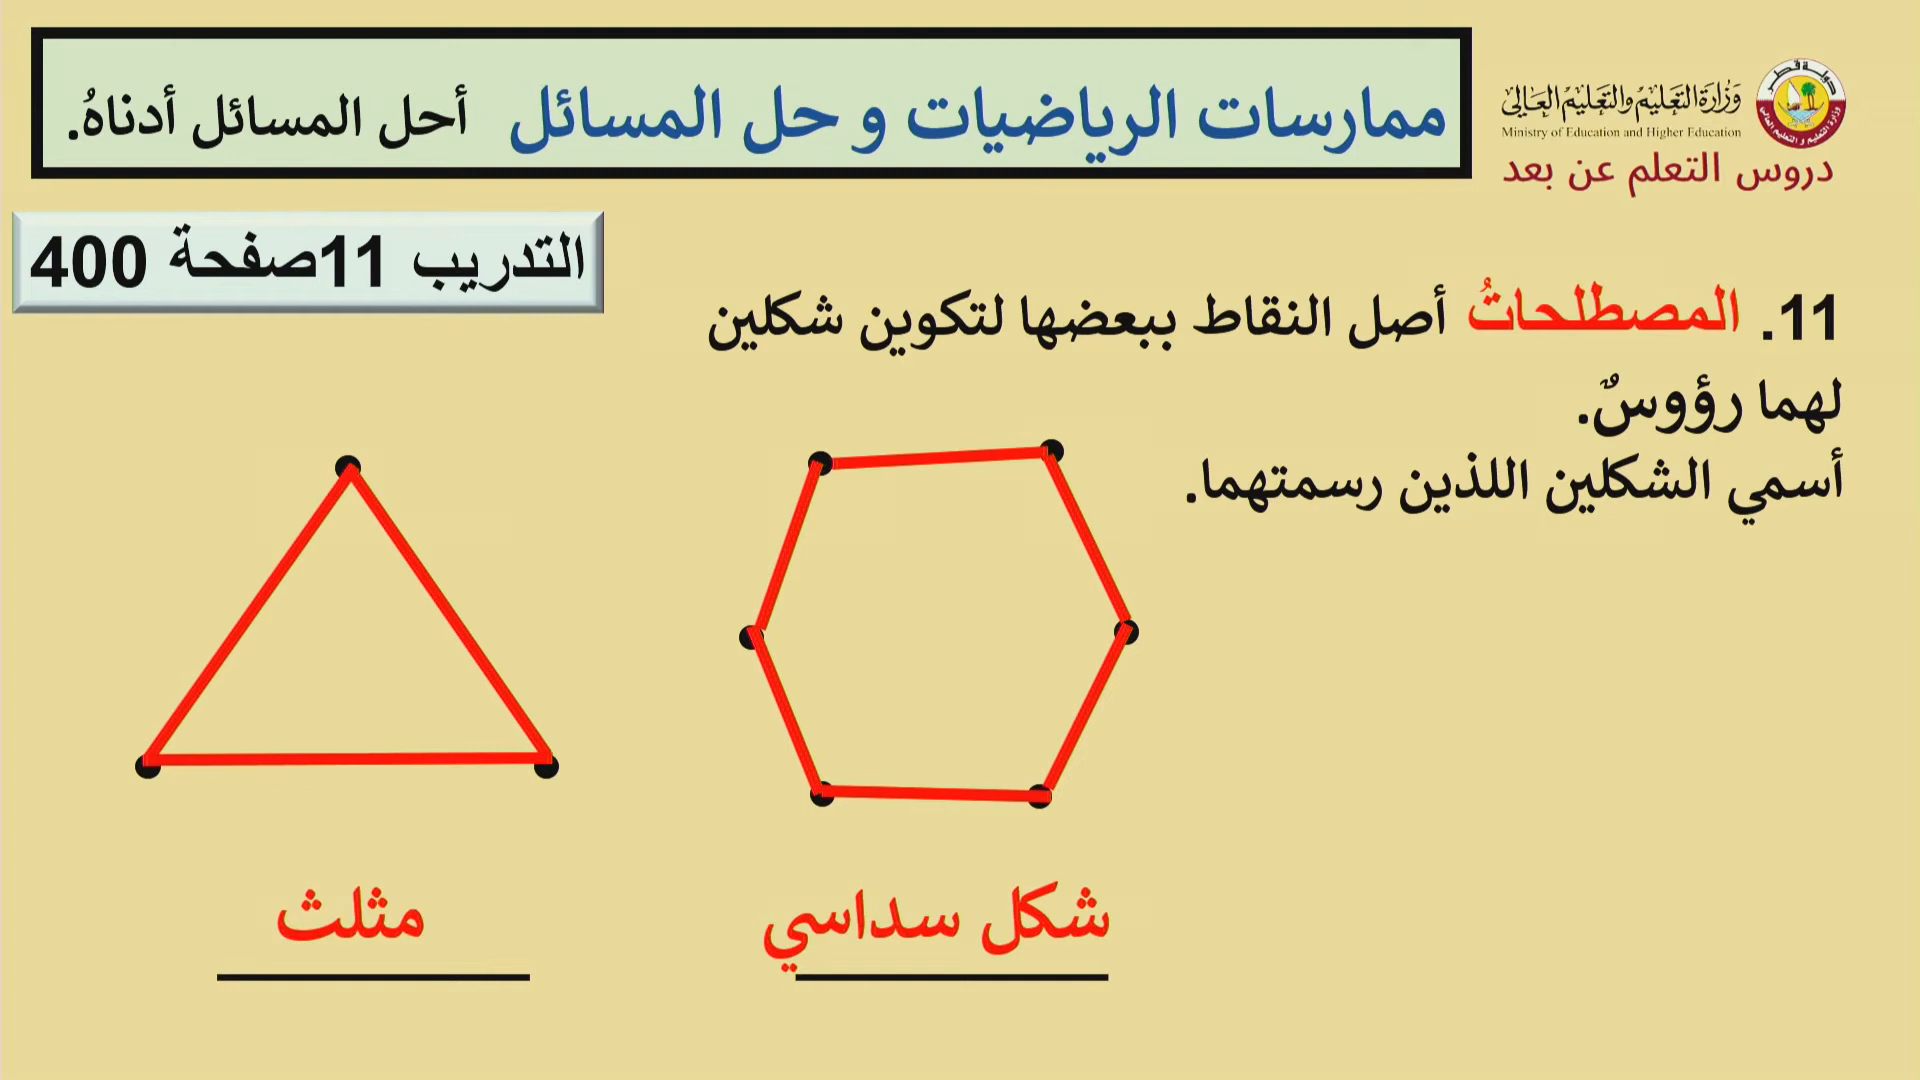 ممارسات الرياضيات و حل المسائل أحل المسائل أدناهُ.
وزارة التعليم والتعليم العالي
Ministry of Education and Higher Education
دروس التعلم عن بعد
التدريب 11صفحة 400
11. المصطلحاتُ أصل النقاط ببعضها لتكوين شكلين
لهما رؤوسٌ.
أسمي الشكلين اللذين رسمتهما.
شكل سداسي
مثلث